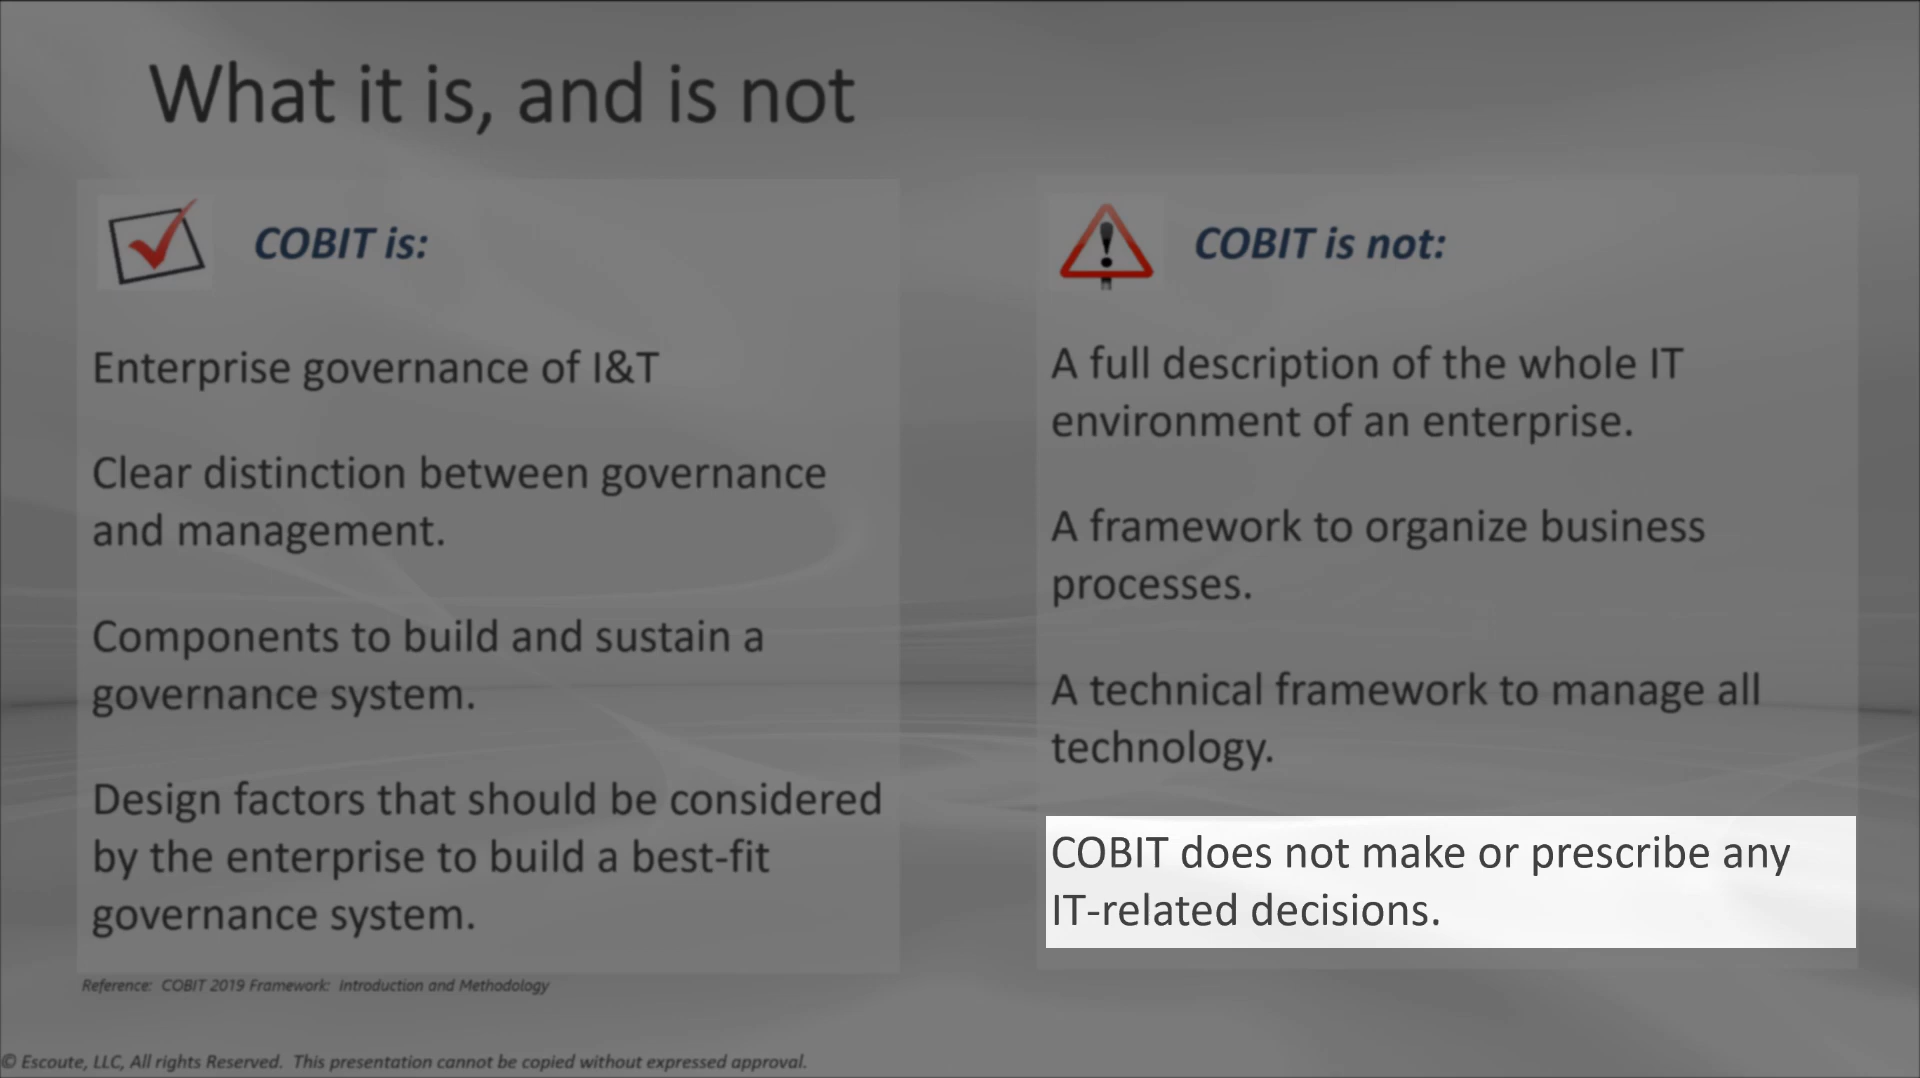 What it is, and is not
COBIT is:
Enterprise governance of I&T
Clear distinction between governance
and management.
Components to build and sustain a
governance system.
Design factors that should be considered
by the enterprise to build a best-fit
governance system.
COBIT is not:
A full description of the whole IT
environment of an enterprise.
A framework to organize business
processes.
A technical framework to manage all
technology.
COBIT does not make or prescribe any
IT-related decisions.
Reference:  COBIT 2019 Framework:  Introduction and Methodology
© Escoute, LLC, All rights Reserved.  This presentation cannot be copied without expressed approval.